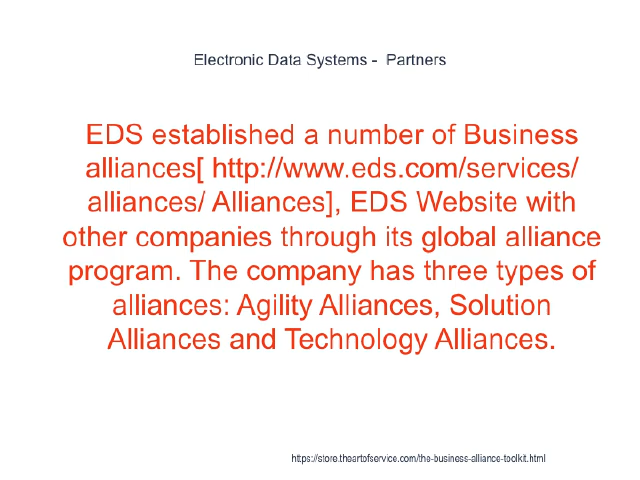 Electronic Data Systems - Partners
EDS established a number of Business
alliances[ http://www.eds.com/services/
alliances/ Alliances], EDS Website with
other companies through its global alliance
program. The company has three types of
alliances: Agility Alliances, Solution
Alliances and Technology Alliances.
https://store.theartofservice.com/the-business-alliance-toolkit.html